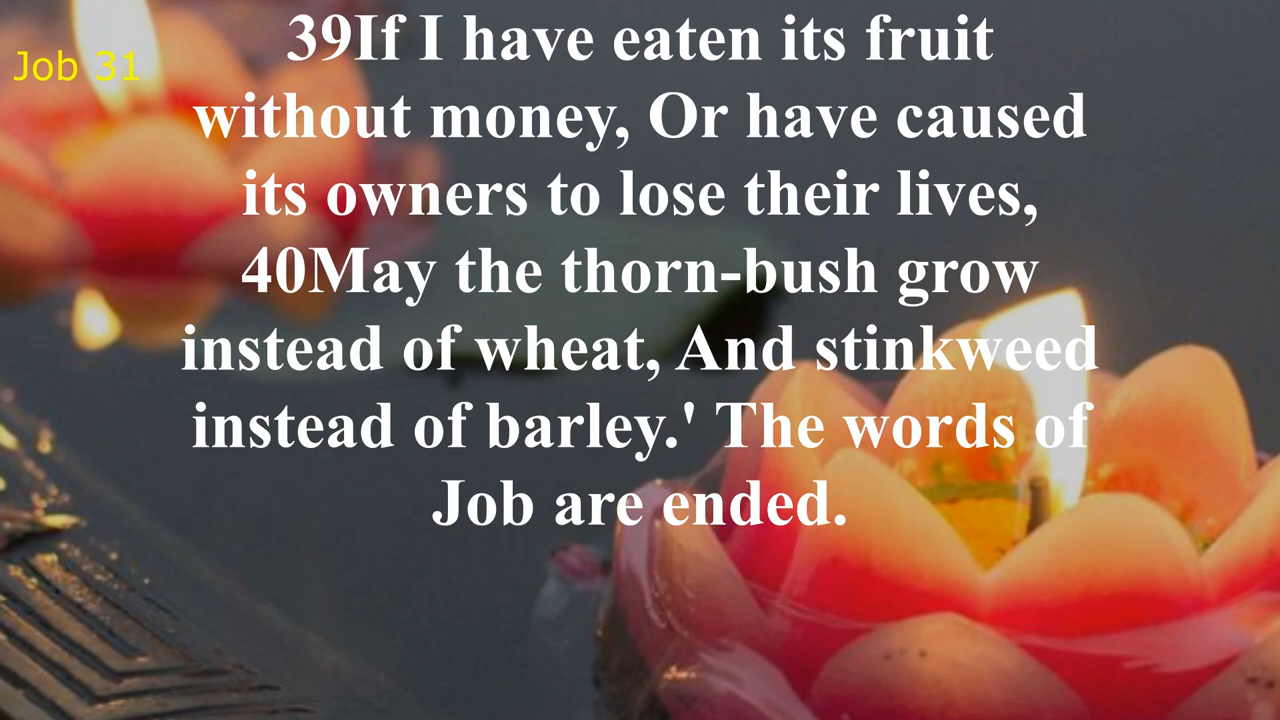 Job 31
39If I have eaten its fruit
without money, Or have caused
its owners to lose their lives,
40May the thorn-bush grow
instead of wheat, And stinkweed
instead of barley.' The words of
Job are ended.